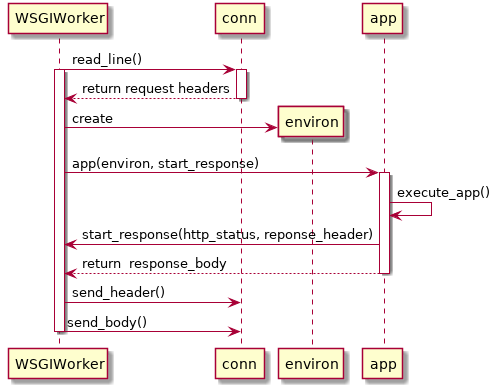 WSGIWorker conn app
read_line()
return request headers
create
environ
app(environ, start_response)
execute_app()
start_response(http_status, reponse_header)
return response_body
send_header()
send_body()
WSGIWorker conn environ app